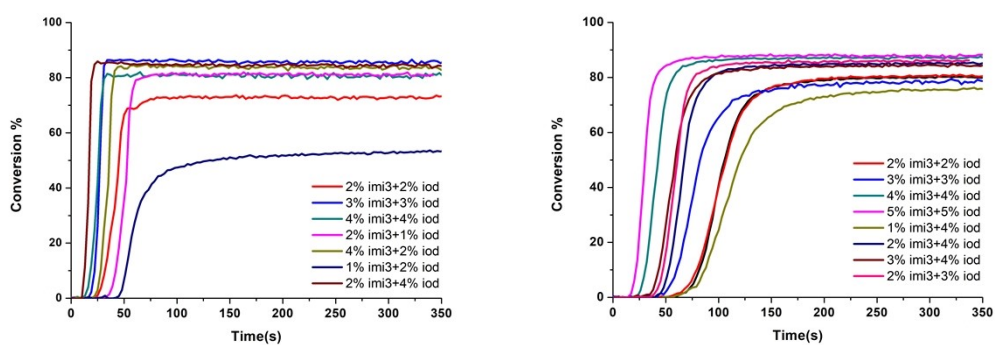 100
80
60
40
20
0
Conversion %
0 50 100 150 200 250 300 350
Time(s)
2% imi3+2% iod
3% imi3+3% iod
4% imi3+4% iod
2% imi3+1% iod
4% imi3+2% iod
1% imi3+2% iod
2% imi3+4% iod
100
80
60
40
20
0
Conversion %
0 50 100 150 200 250 300 350
Time(s)
2% imi3+2% iod
3% imi3+3% iod
4% imi3+4% iod
5% imi3+5% iod
1% imi3+4% iod
2% imi3+4% iod
3% imi3+4% iod
2% imi3+3% iod